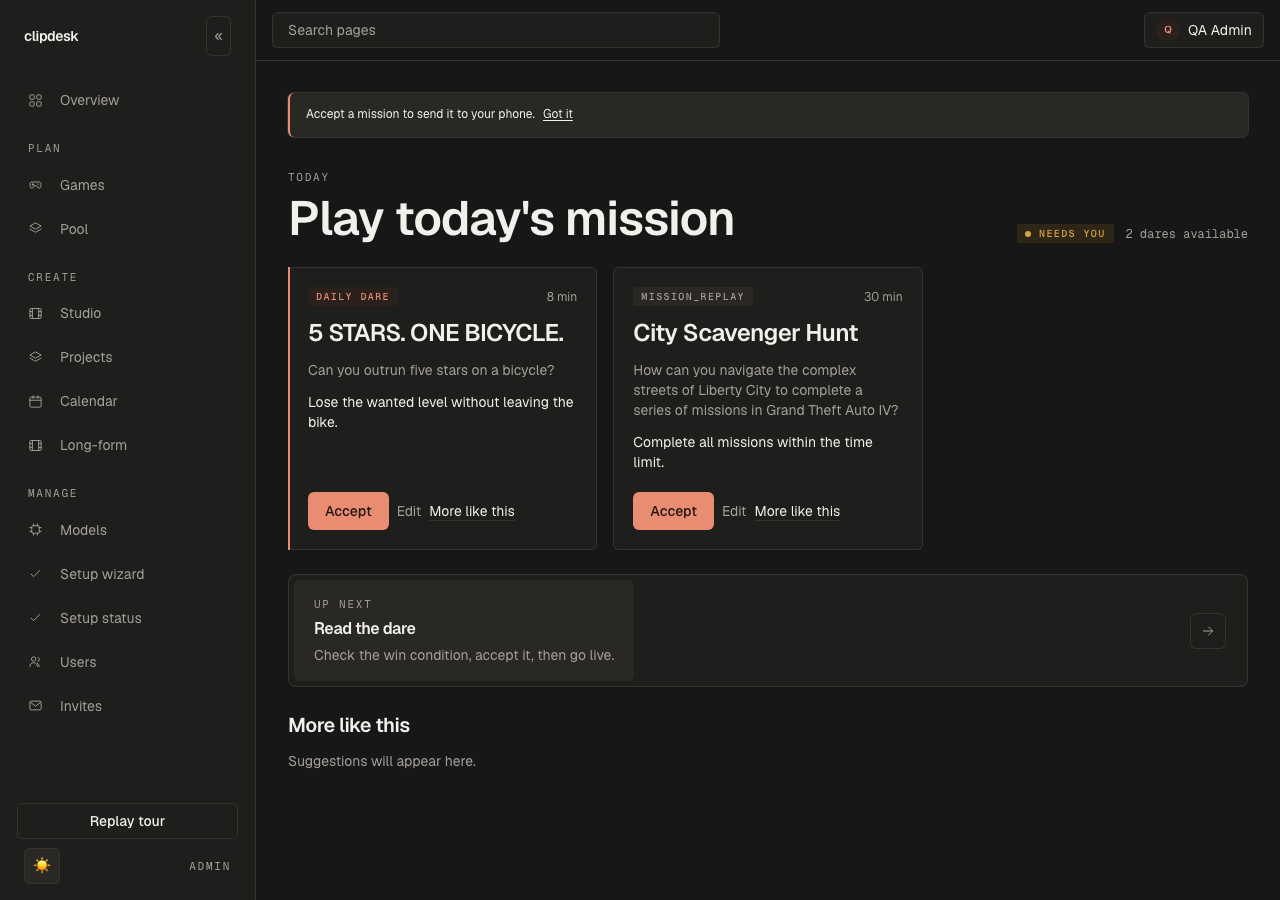 clipdesk
«
Search pages
Q QA Admin
Overview
PLAN
Games
Pool
CREATE
Studio
Projects
Calendar
Long-form
MANAGE
Models
Setup wizard
Setup status
Users
Invites
Replay tour
ADMIN
Accept a mission to send it to your phone. Got it
TODAY
Play today's mission
NEEDS YOU 2 dares available
DAILY DARE 8 min
5 STARS. ONE BICYCLE.
Can you outrun five stars on a bicycle?
Lose the wanted level without leaving the
bike.
Accept Edit More like this
MISSION_REPLAY 30 min
City Scavenger Hunt
How can you navigate the complex
streets of Liberty City to complete a
series of missions in Grand Theft Auto IV?
Complete all missions within the time
limit.
Accept Edit More like this
UP NEXT
Read the dare
Check the win condition, accept it, then go live.
More like this
Suggestions will appear here.